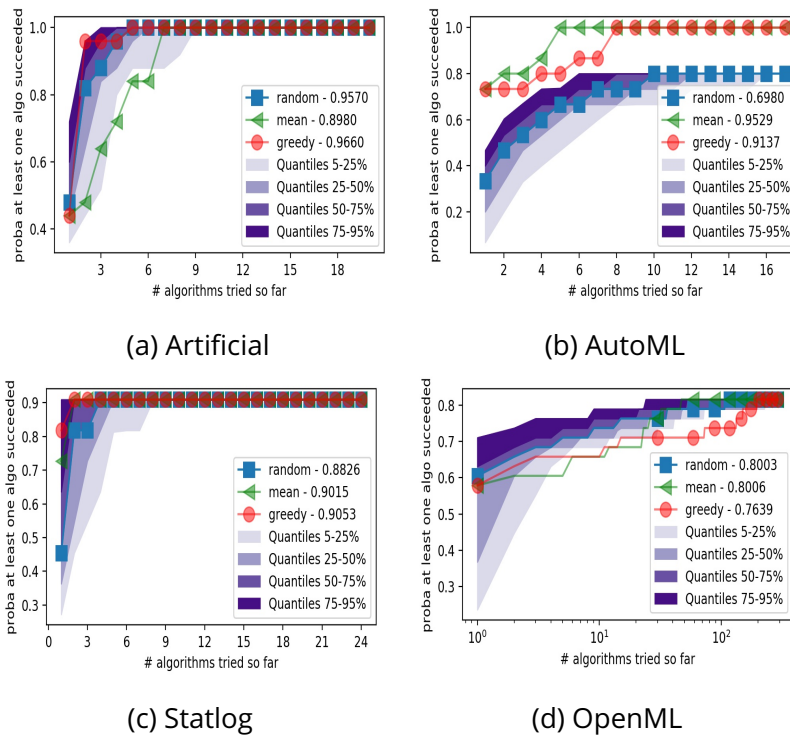 proba at least one algo succeeded
1.0
0.8
0.6
0.4
random - 0.9570
mean - 0.8980
greedy - 0.9660
Quantiles 5-25%
Quantiles 25-50%
Quantiles 50-75%
Quantiles 75-95%
3 6 9 12 15 18
# algorithms tried so far
(a) Artificial
proba at least one algo succeeded
1.0
0.8
0.6
0.4
0.2
random - 0.6980
mean - 0.9529
greedy - 0.9137
Quantiles 5-25%
Quantiles 25-50%
Quantiles 50-75%
Quantiles 75-95%
2 4 6 8 10 12 14 16
# algorithms tried so far
(b) AutoML
proba at least one algo succeeded
0.9
0.8
0.7
0.6
0.5
0.4
0.3
random - 0.8826
mean - 0.9015
greedy - 0.9053
Quantiles 5-25%
Quantiles 25-50%
Quantiles 50-75%
Quantiles 75-95%
0 3 6 9 12 15 18 21 24
# algorithms tried so far
(c) Statlog
proba at least one algo succeeded
0.8
0.7
0.6
0.5
0.4
0.3
random - 0.8003
mean - 0.8006
greedy - 0.7639
Quantiles 5-25%
Quantiles 25-50%
Quantiles 50-75%
Quantiles 75-95%
10⁰ 10¹ 10²
# algorithms tried so far
(d) OpenML